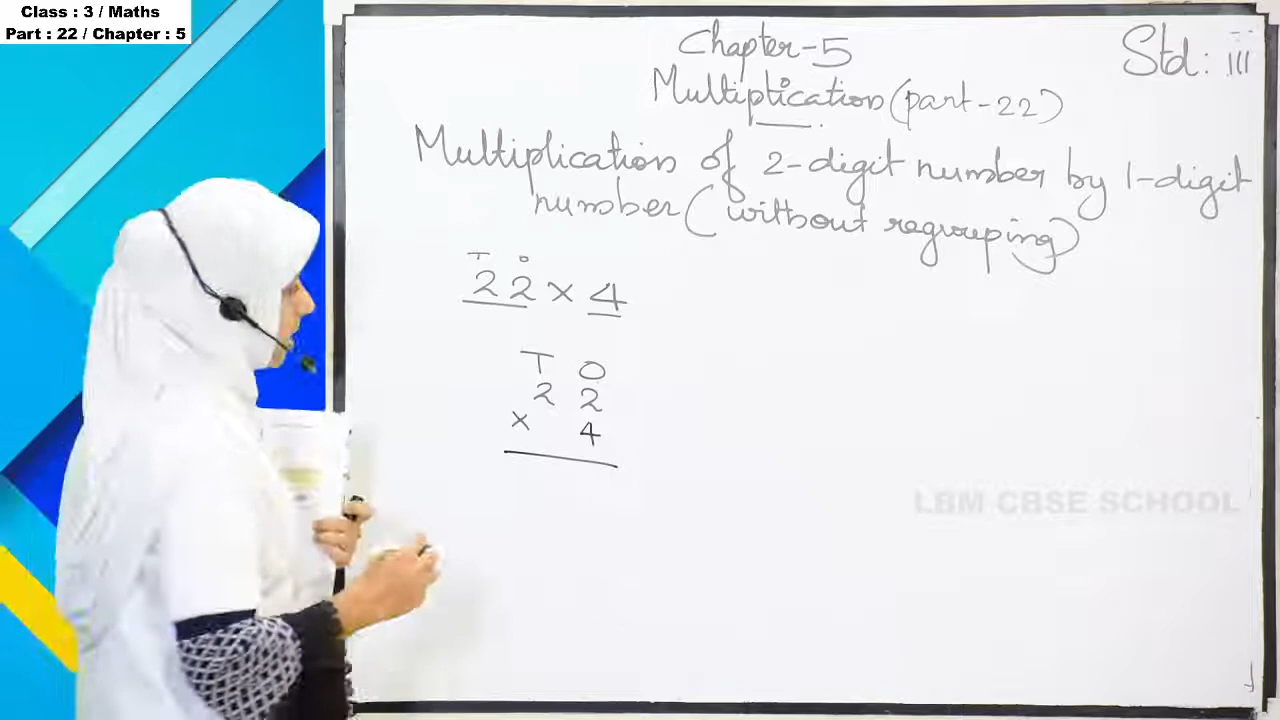 Class : 3 / Maths
Part : 22 / Chapter : 5
Chapter-5
Std: III
Multiplication (part-22)
Multiplication of 2-digit number by 1-digit
number (without regrouping)
T O
22 x 4
T O
2 2
x 4
LBM CBSE SCHOOL